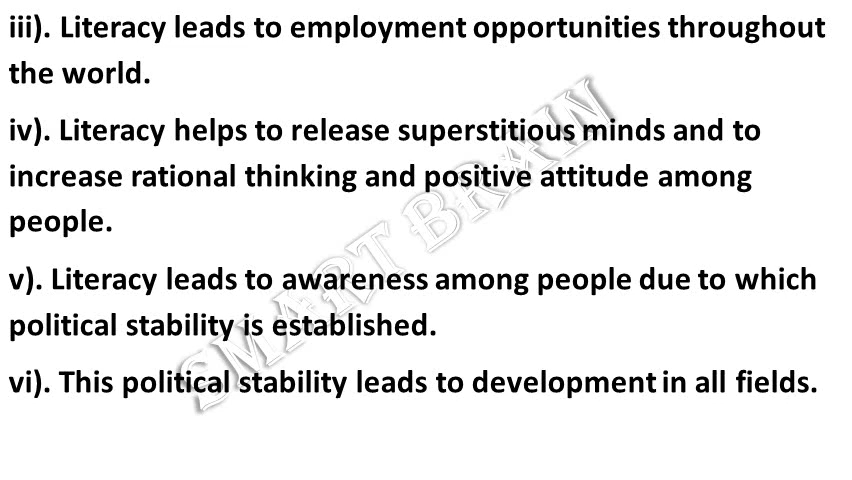 iii). Literacy leads to employment opportunities throughout
the world.
iv). Literacy helps to release superstitious minds and to
increase rational thinking and positive attitude among
people.
v). Literacy leads to awareness among people due to which
political stability is established.
vi). This political stability leads to development in all fields.
SMART BRAIN